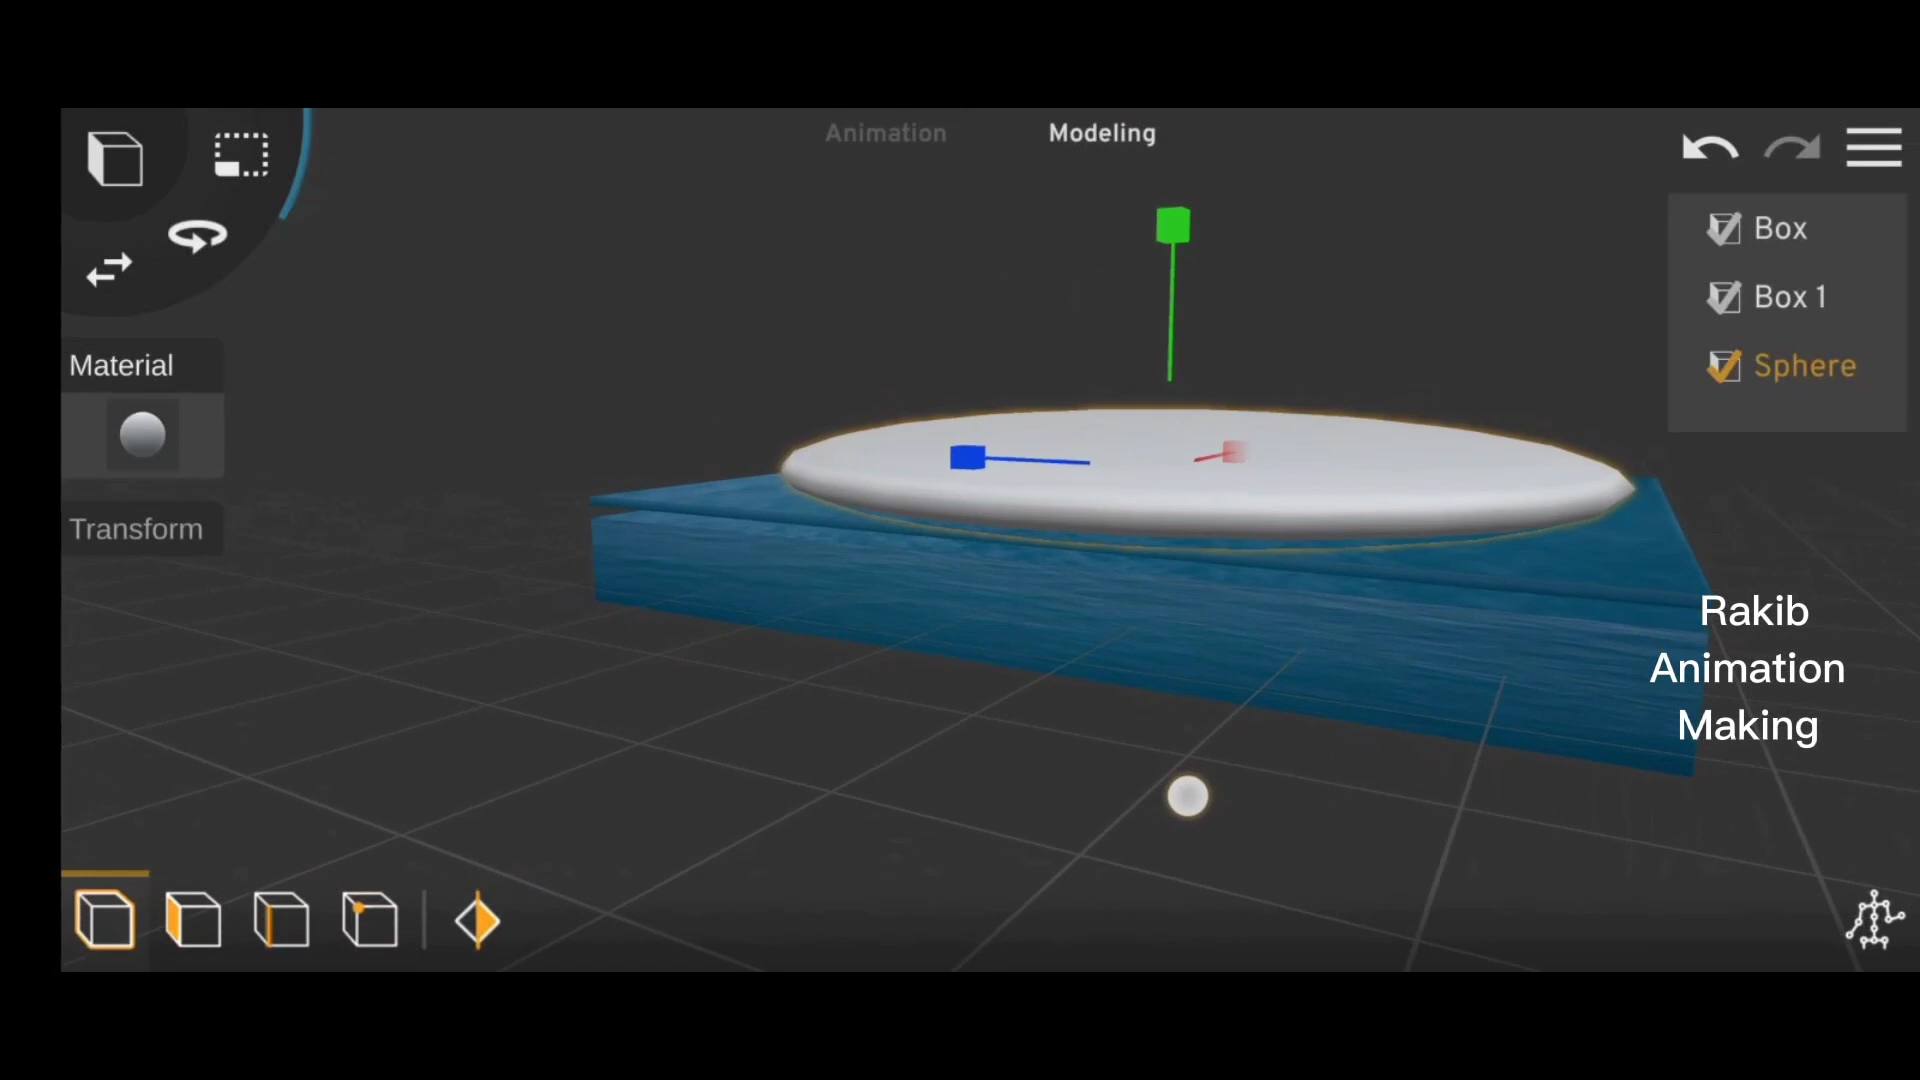 Animation Modeling
Box
Box 1
Sphere
Material
Transform
Rakib
Animation
Making